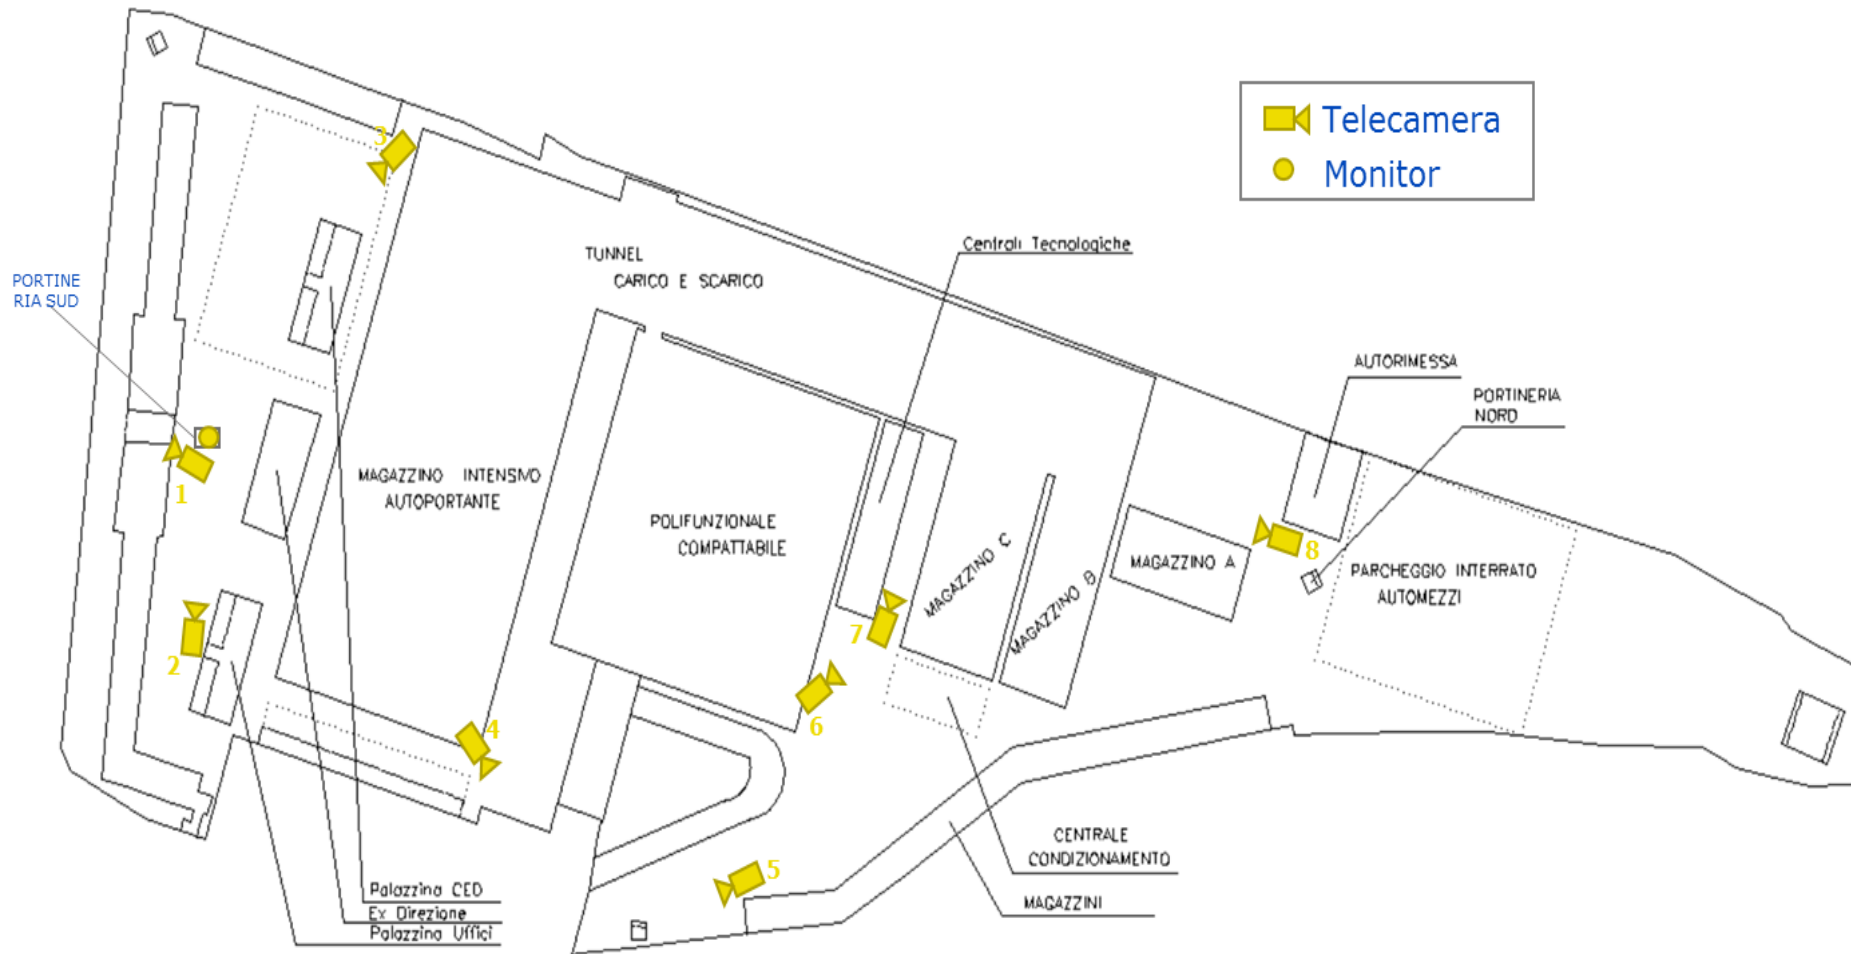 Telecamera
Monitor
3
Centrali Tecnologiche
TUNNEL
CARICO E SCARICO
PORTINE
RIA SUD
AUTORIMESSA
PORTINERIA
NORD
1
MAGAZZINO INTENSIVO
AUTOPORTANTE
POLIFUNZIONALE
COMPATTABILE
MAGAZZINO C
MAGAZZINO B
MAGAZZINO A
8
PARCHEGGIO INTERRATO
AUTOMEZZI
7
2
6
4
5
CENTRALE
CONDIZIONAMENTO
MAGAZZINI
Palazzina CED
Ex Direzione
Palazzina Uffici